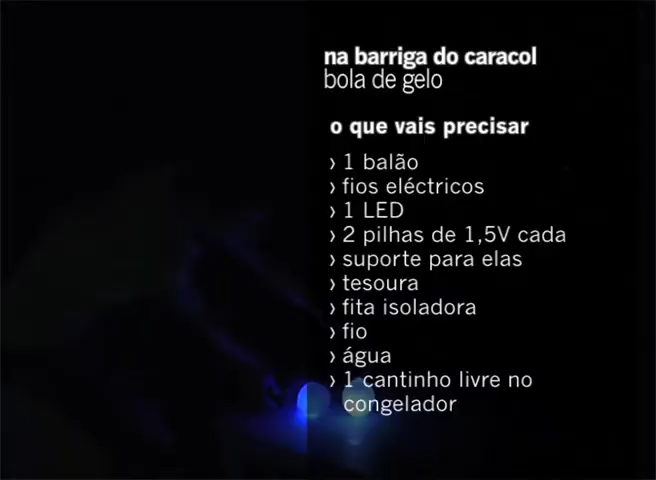 na barriga do caracol
bola de gelo
o que vais precisar
› 1 balão
› fios eléctricos
› 1 LED
› 2 pilhas de 1,5V cada
› suporte para elas
› tesoura
› fita isoladora
› fio
› água
› 1 cantinho livre no
congelador